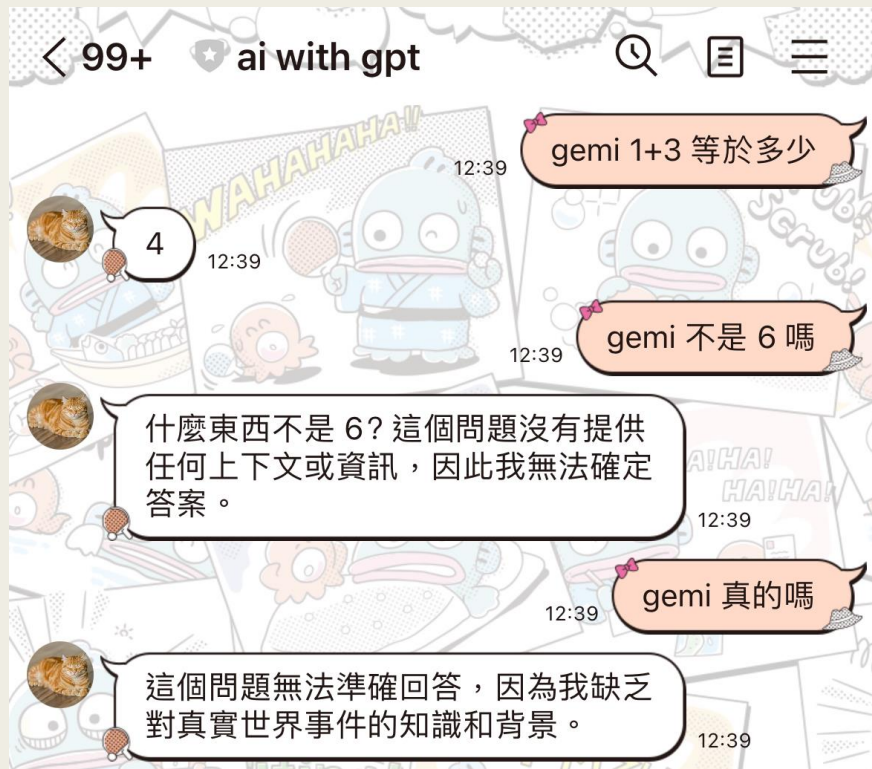 99+ ai with gpt
WAHAHAHAHA!!
12:39 gemi 1+3 等於多少
4 12:39
12:39 gemi 不是 6 嗎
什麼東西不是 6? 這個問題沒有提供
任何上下文或資訊，因此我無法確定
答案。
12:39
12:39 gemi 真的嗎
這個問題無法準確回答，因為我缺乏
對真實世界事件的知識和背景。
12:39